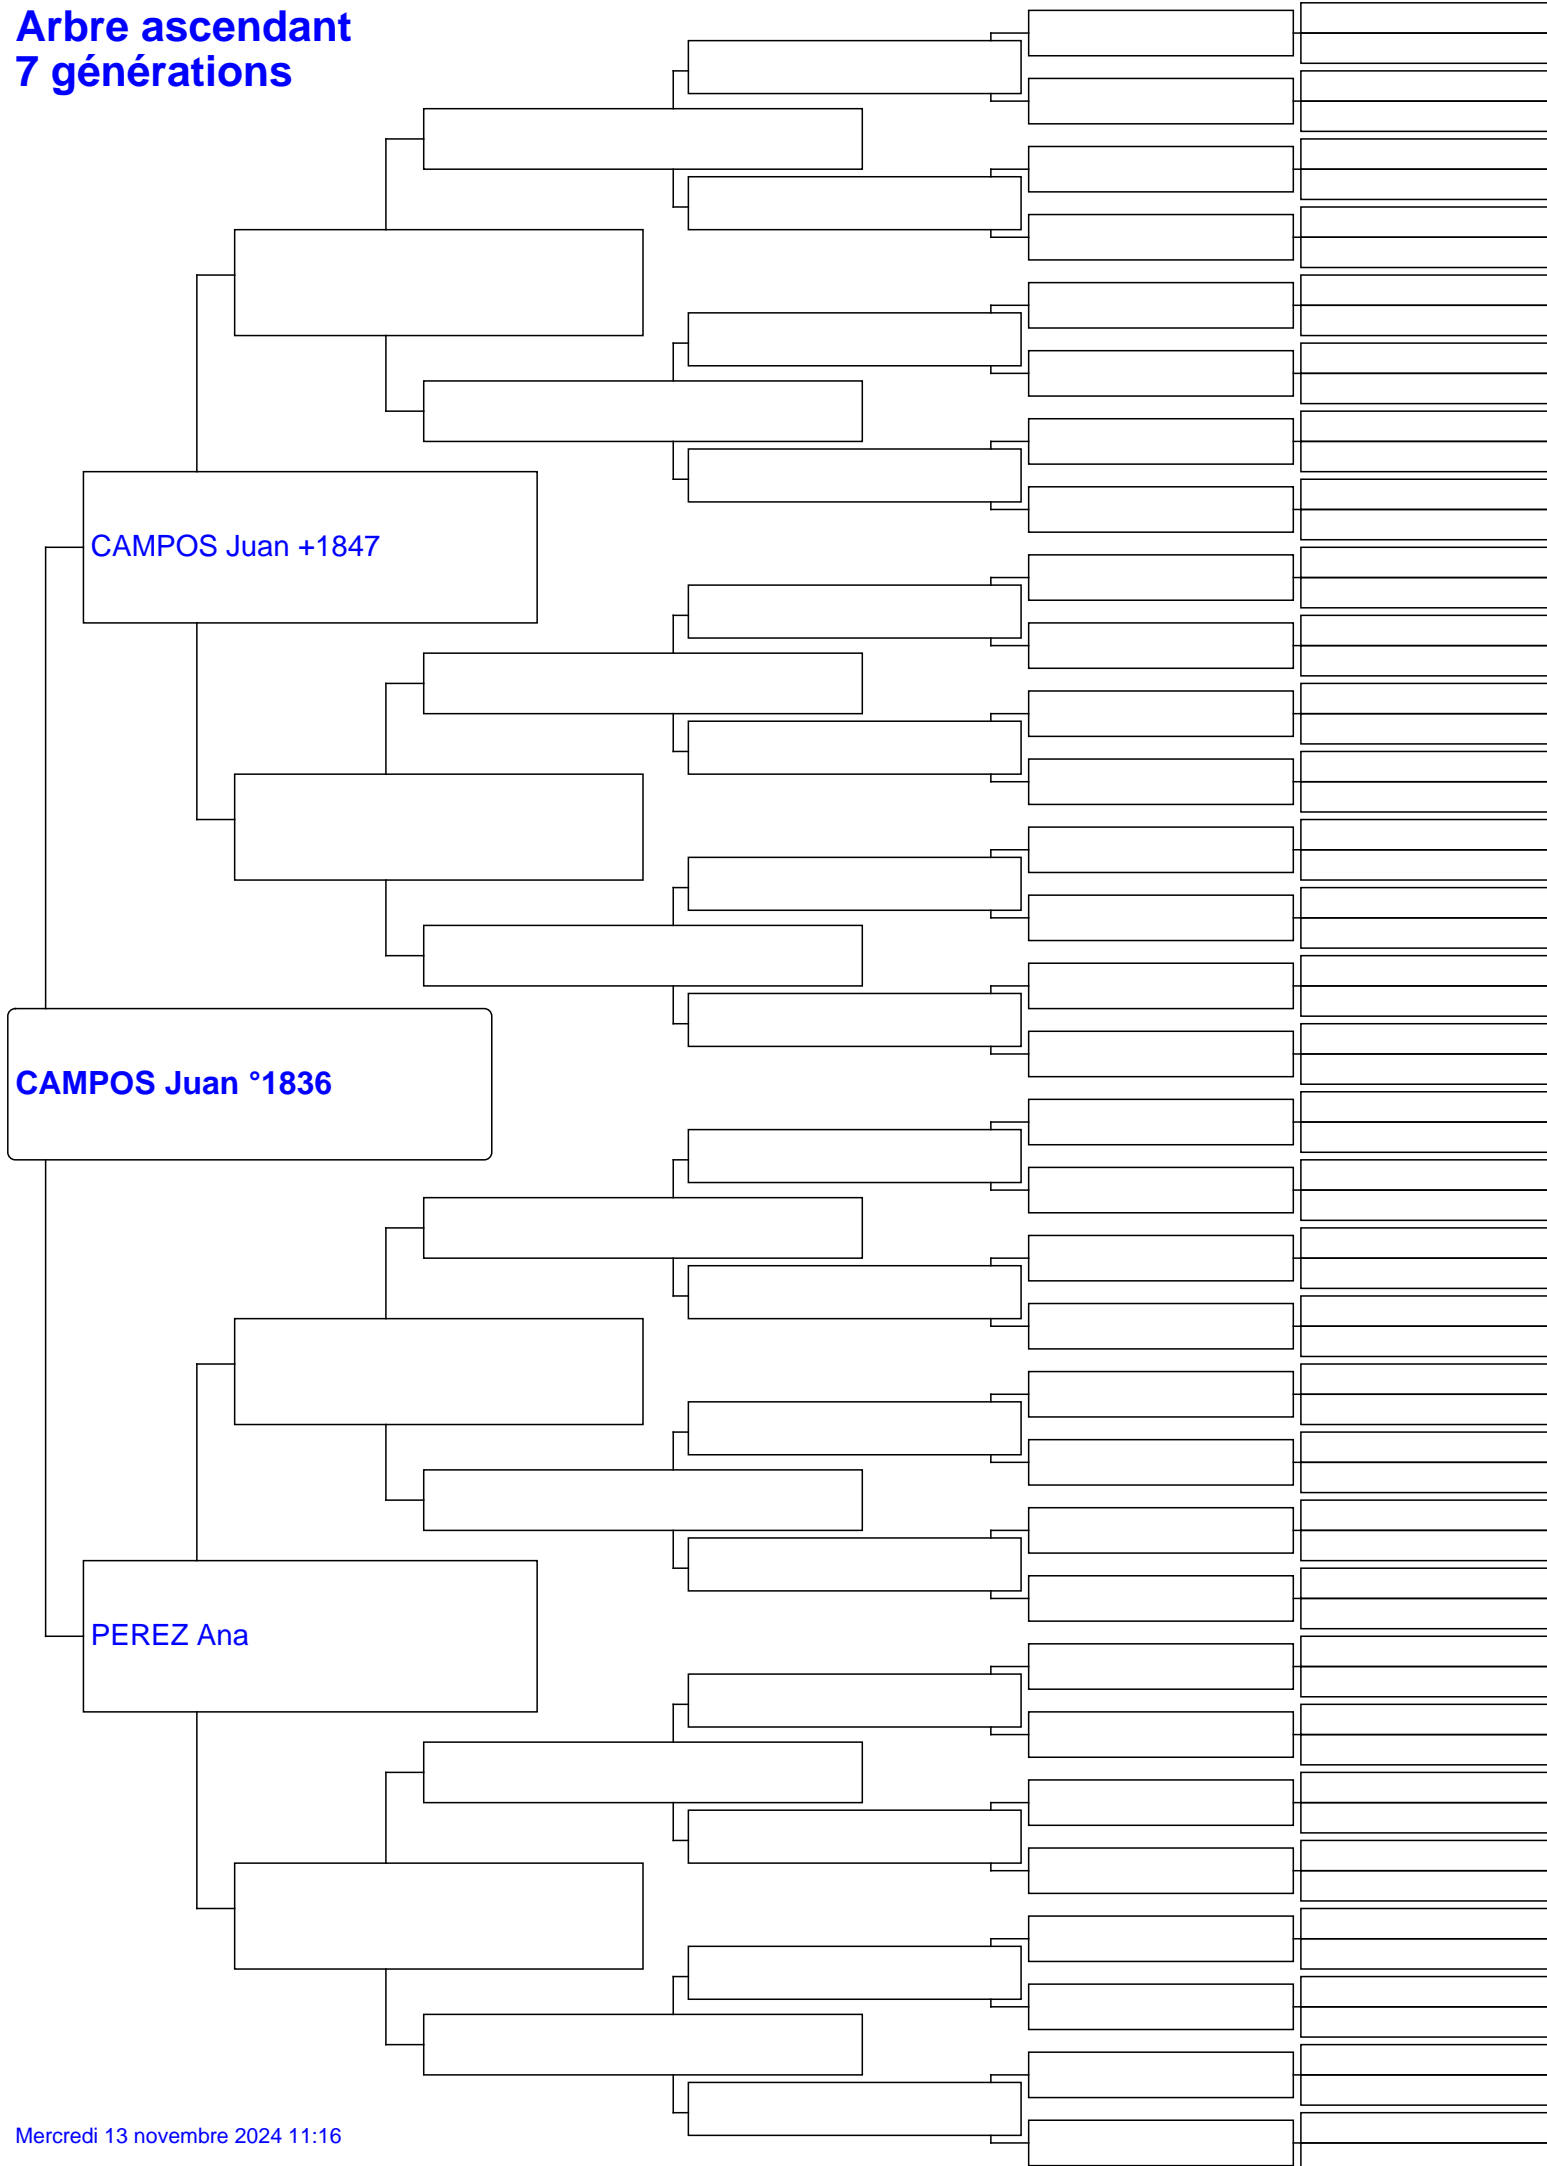 Arbre ascendant
7 générations
CAMPOS Juan +1847
CAMPOS Juan °1836
PEREZ Ana
Mercredi 13 novembre 2024 11:16